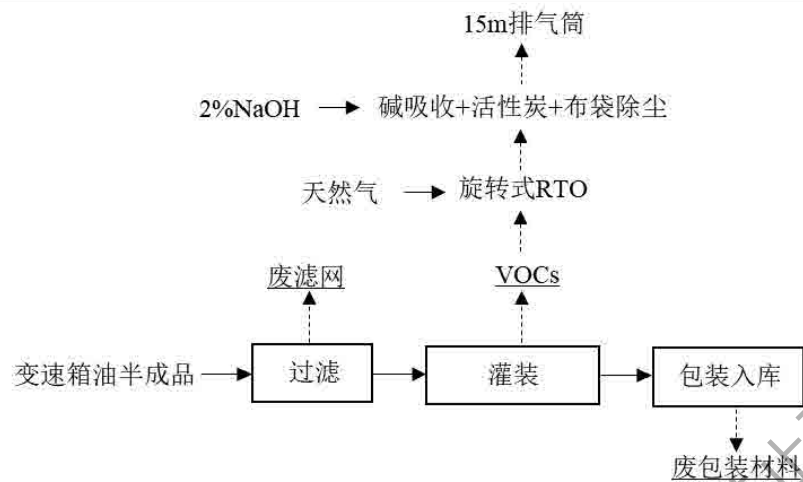 15m排气筒
2%NaOH
碱吸收+活性炭+布袋除尘
天然气
旋转式RTO
废滤网
VOCs
变速箱油半成品
过滤
灌装
包装入库
废包装材料